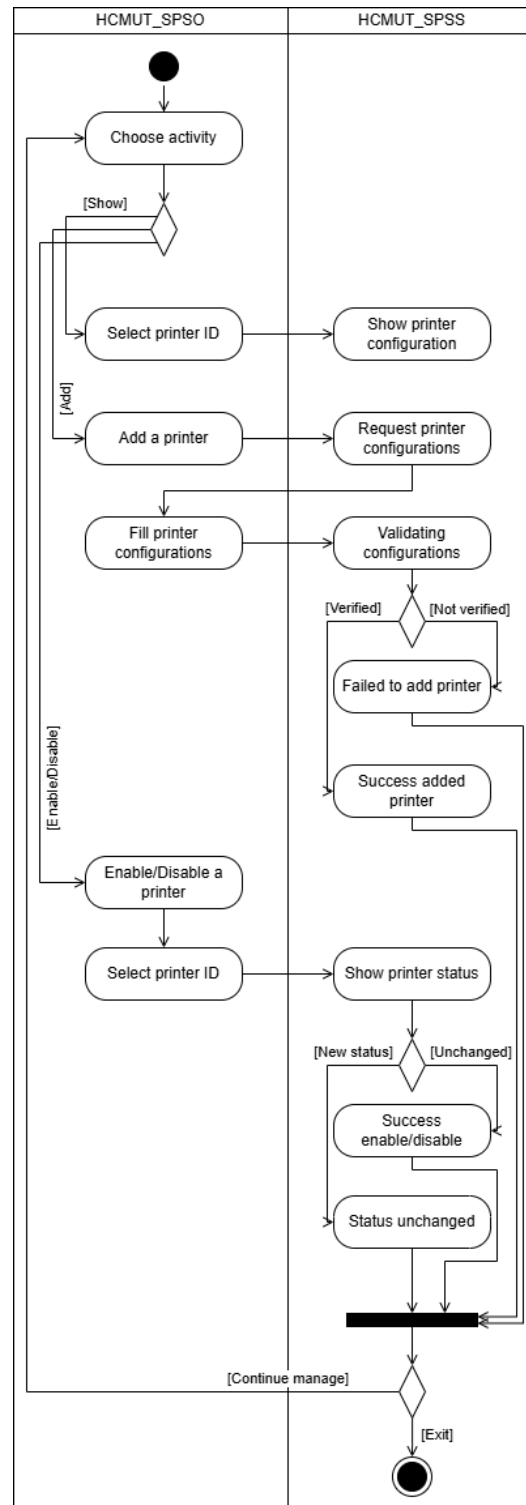 HCMUT_SPSO
HCMUT_SPSS
Choose activity
[Show]
Select printer ID
Show printer
configuration
[Add]
Add a printer
Request printer
configurations
Fill printer
configurations
Validating
configurations
[Verified]
[Not verified]
Failed to add printer
[Enable/Disable]
Success added
printer
Enable/Disable a
printer
Select printer ID
Show printer status
[New status]
[Unchanged]
Success
enable/disable
Status unchanged
[Continue manage]
[Exit]